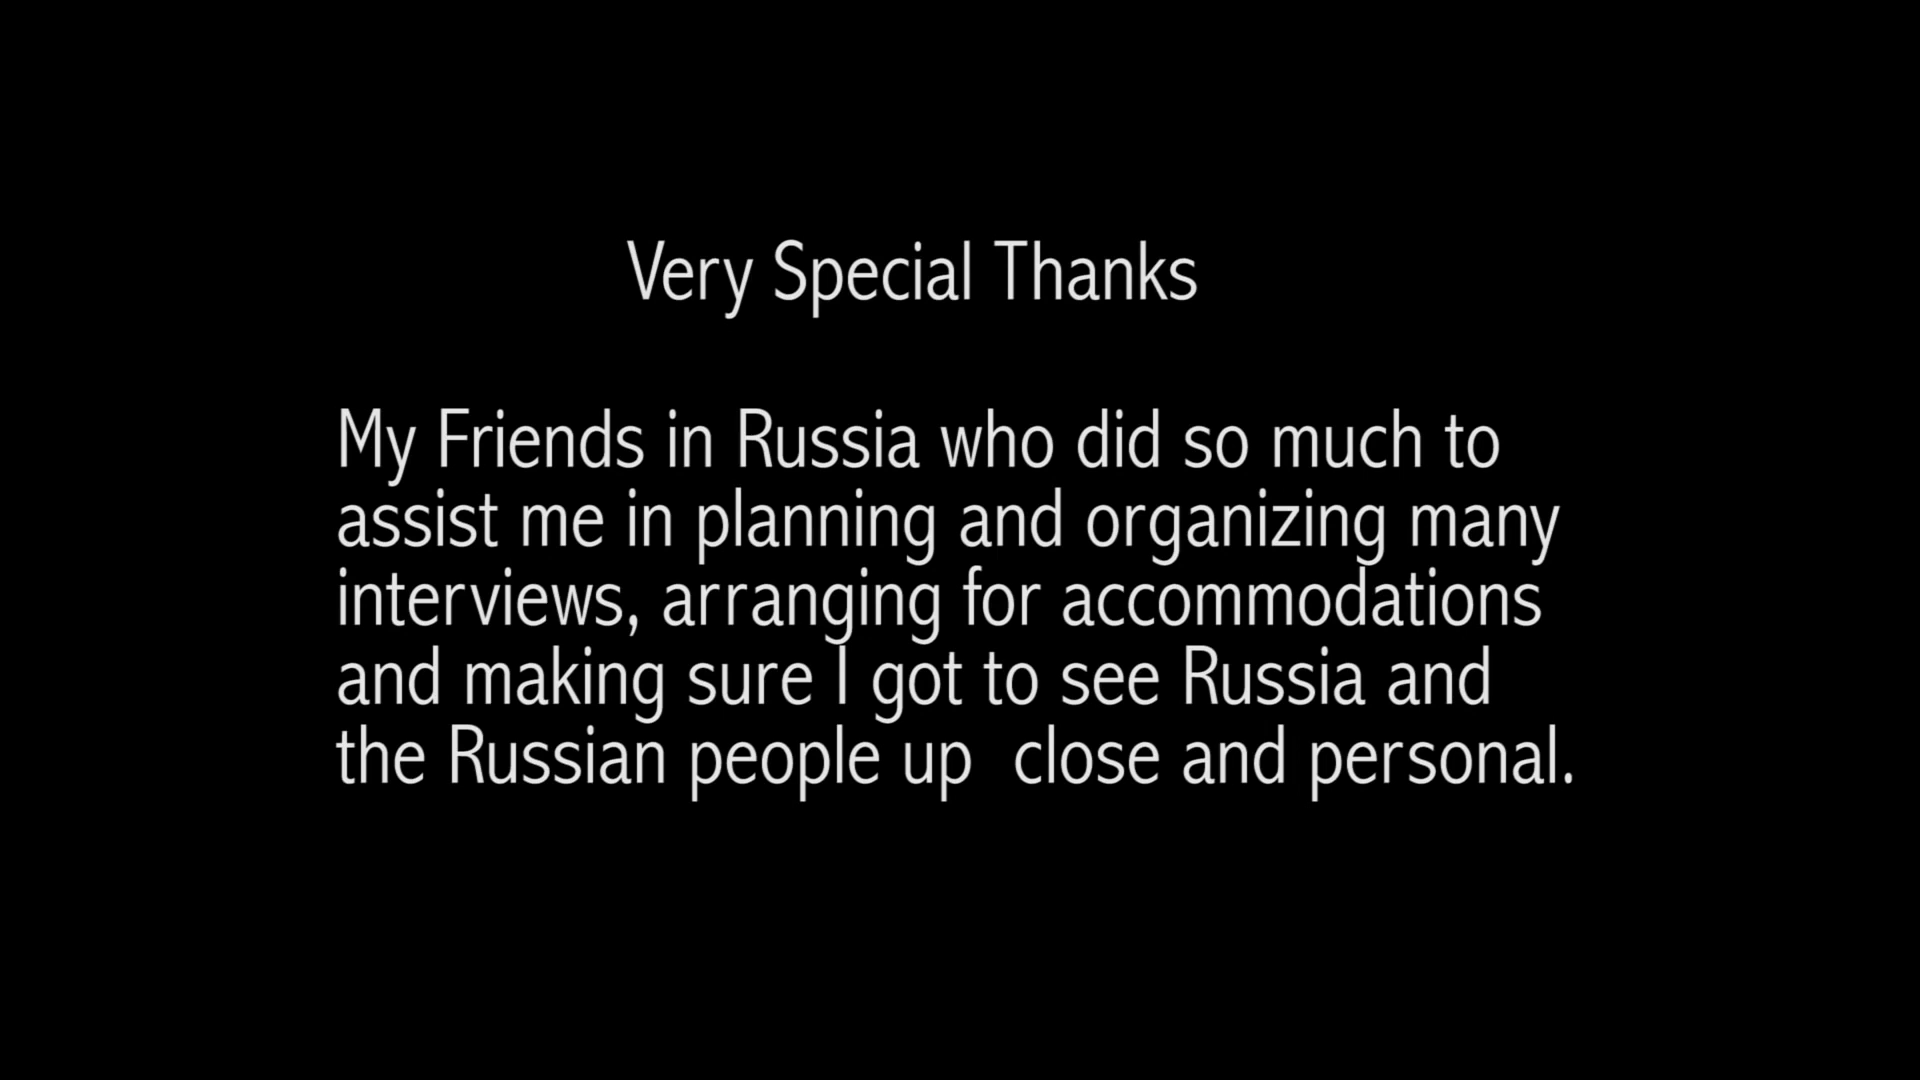 Very Special Thanks
My Friends in Russia who did so much to
assist me in planning and organizing many
interviews, arranging for accommodations
and making sure I got to see Russia and
the Russian people up  close and personal.